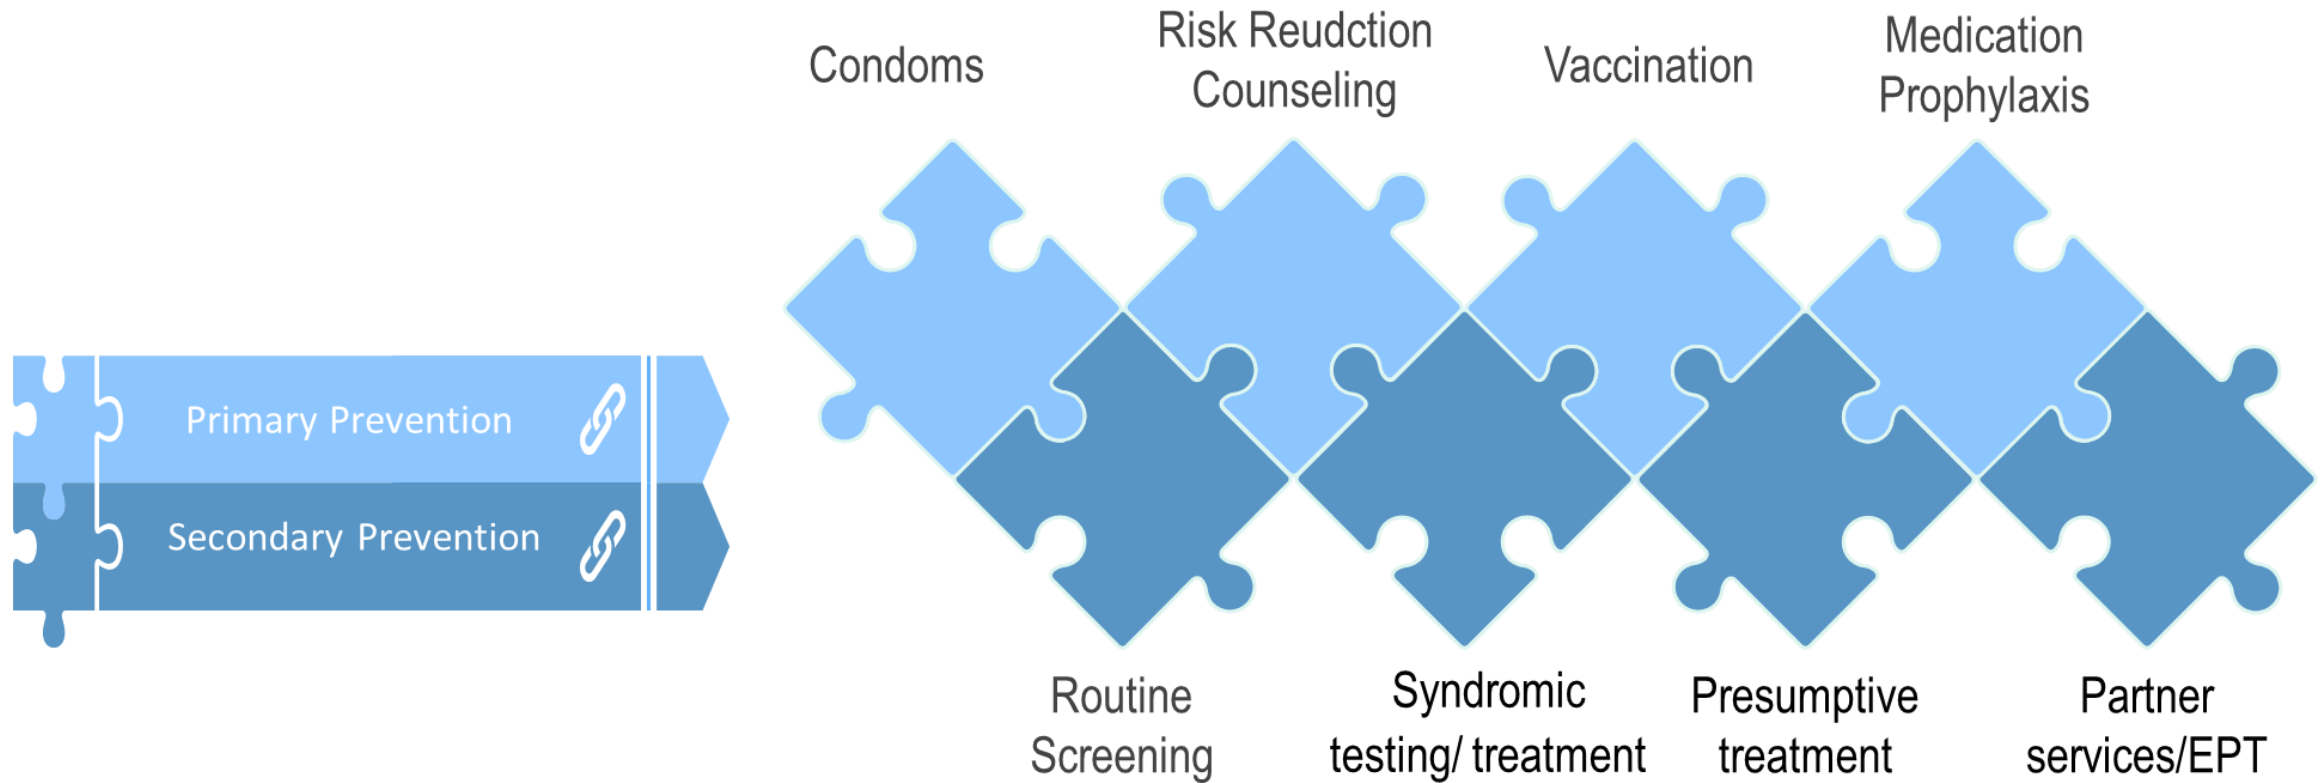 Condoms
Risk Reudction
Counseling
Vaccination
Medication
Prophylaxis
Primary Prevention
Secondary Prevention
Routine
Screening
Syndromic
testing/ treatment
Presumptive
treatment
Partner
services/EPT